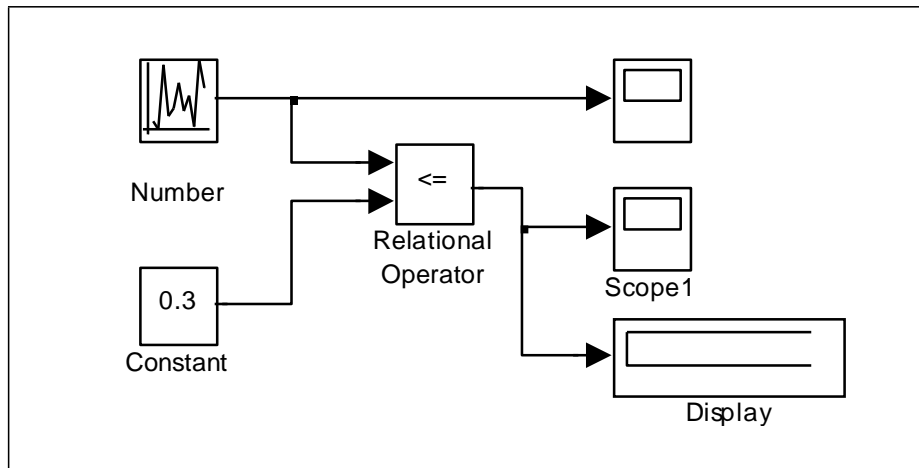 Number
<=
Relational
Operator
Scope1
0.3
Constant
Display